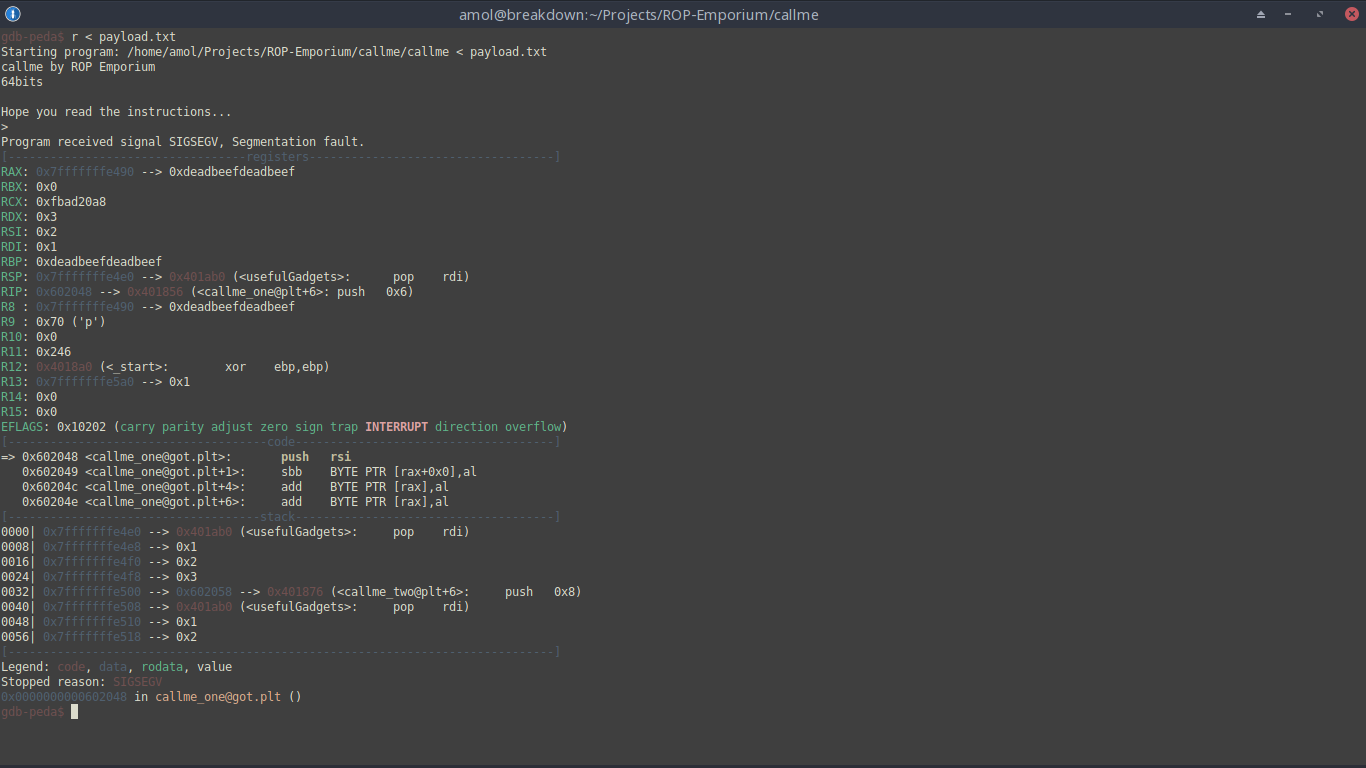 amol@breakdown:~/Projects/ROP-Emporium/callme
gdb-peda$ r < payload.txt
Starting program: /home/amol/Projects/ROP-Emporium/callme/callme < payload.txt
callme by ROP Emporium
64bits

Hope you read the instructions...
>
Program received signal SIGSEGV, Segmentation fault.
[----------------------------------registers-----------------------------------]
RAX: 0x7fffffffe490 --> 0xdeadbeefdeadbeef
RBX: 0x0
RCX: 0xfbad20a8
RDX: 0x3
RSI: 0x2
RDI: 0x1
RBP: 0xdeadbeefdeadbeef
RSP: 0x7fffffffe4e0 --> 0x401ab0 (<usefulGadgets>:     pop    rdi)
RIP: 0x602048 --> 0x401856 (<callme_one@plt+6>: push   0x6)
R8 : 0x7fffffffe490 --> 0xdeadbeefdeadbeef
R9 : 0x70 ('p')
R10: 0x0
R11: 0x246
R12: 0x4018a0 (<_start>:        xor    ebp,ebp)
R13: 0x7fffffffe5a0 --> 0x1
R14: 0x0
R15: 0x0
EFLAGS: 0x10202 (carry parity adjust zero sign trap INTERRUPT direction overflow)
[-------------------------------------code-------------------------------------]
=> 0x602048 <callme_one@got.plt>:       push   rsi
   0x602049 <callme_one@got.plt+1>:     sbb    BYTE PTR [rax+0x0],al
   0x60204c <callme_one@got.plt+4>:     add    BYTE PTR [rax],al
   0x60204e <callme_one@got.plt+6>:     add    BYTE PTR [rax],al
[------------------------------------stack-------------------------------------]
0000| 0x7fffffffe4e0 --> 0x401ab0 (<usefulGadgets>:     pop    rdi)
0008| 0x7fffffffe4e8 --> 0x1
0016| 0x7fffffffe4f0 --> 0x2
0024| 0x7fffffffe4f8 --> 0x3
0032| 0x7fffffffe500 --> 0x602058 --> 0x401876 (<callme_two@plt+6>:     push   0x8)
0040| 0x7fffffffe508 --> 0x401ab0 (<usefulGadgets>:     pop    rdi)
0048| 0x7fffffffe510 --> 0x1
0056| 0x7fffffffe518 --> 0x2
[------------------------------------------------------------------------------]
Legend: code, data, rodata, value
Stopped reason: SIGSEGV
0x0000000000602048 in callme_one@got.plt ()
gdb-peda$